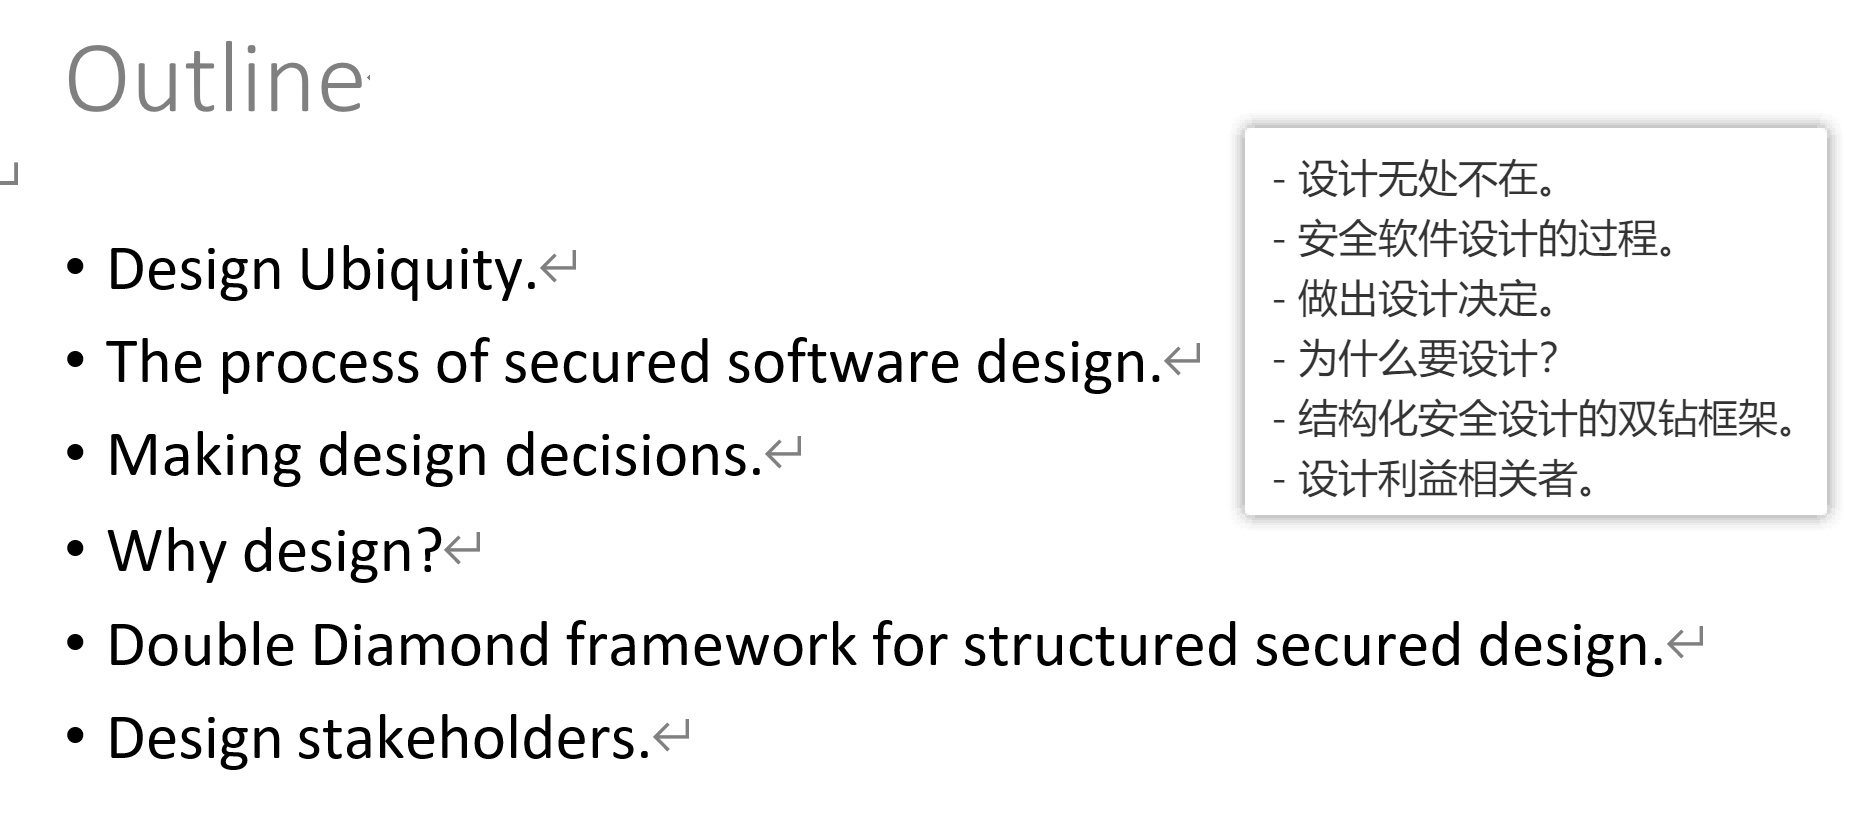 Outline
• Design Ubiquity.
• The process of secured software design.
• Making design decisions.
• Why design?
• Double Diamond framework for structured secured design.
• Design stakeholders.
- 设计无处不在。
- 安全软件设计的过程。
- 做出设计决定。
- 为什么要设计？
- 结构化安全设计的双钻框架。
- 设计利益相关者。